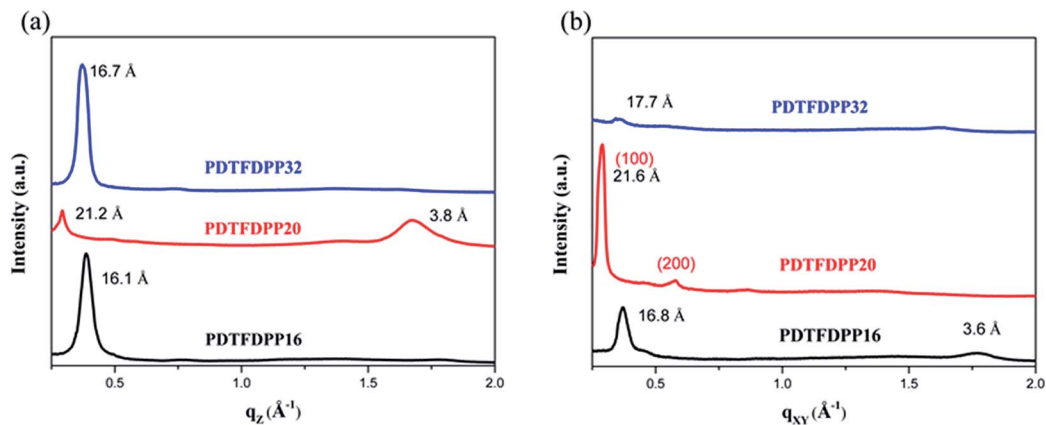 (a)
16.7 Å
PDTFDPP32
21.2 Å
PDTFDPP20
3.8 Å
16.1 Å
PDTFDPP16
Intensity (a.u.)
0.5 1.0 1.5 2.0
qZ (Å-1)
(b)
17.7 Å
PDTFDPP32
(100)
21.6 Å
(200)
PDTFDPP20
16.8 Å
PDTFDPP16
3.6 Å
Intensity (a.u.)
0.5 1.0 1.5 2.0
qXY (Å-1)